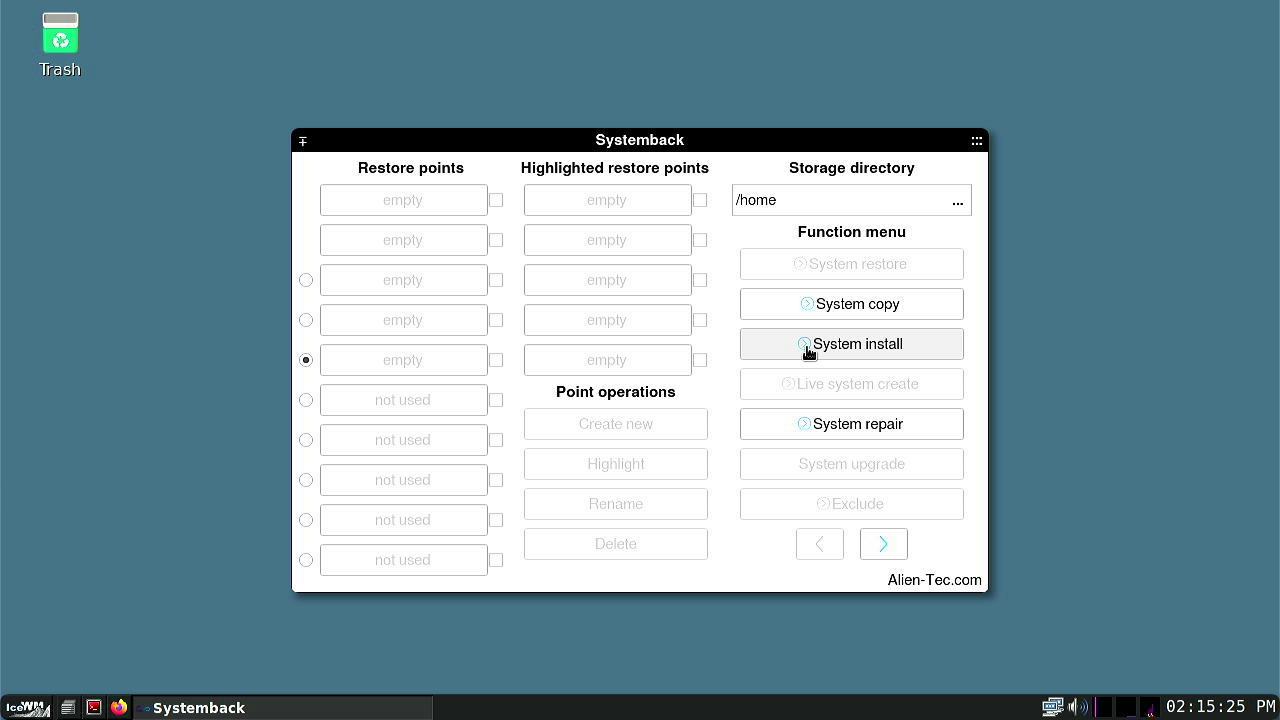 Trash
Systemback
Restore points
empty
empty
empty
empty
empty
not used
not used
not used
not used
not used
Highlighted restore points
empty
empty
empty
empty
empty
Point operations
Create new
Highlight
Rename
Delete
Storage directory
/home ...
Function menu
System restore
System copy
System install
Live system create
System repair
System upgrade
Exclude
Alien-Tec.com
IceWM
Systemback
02:15:25 PM